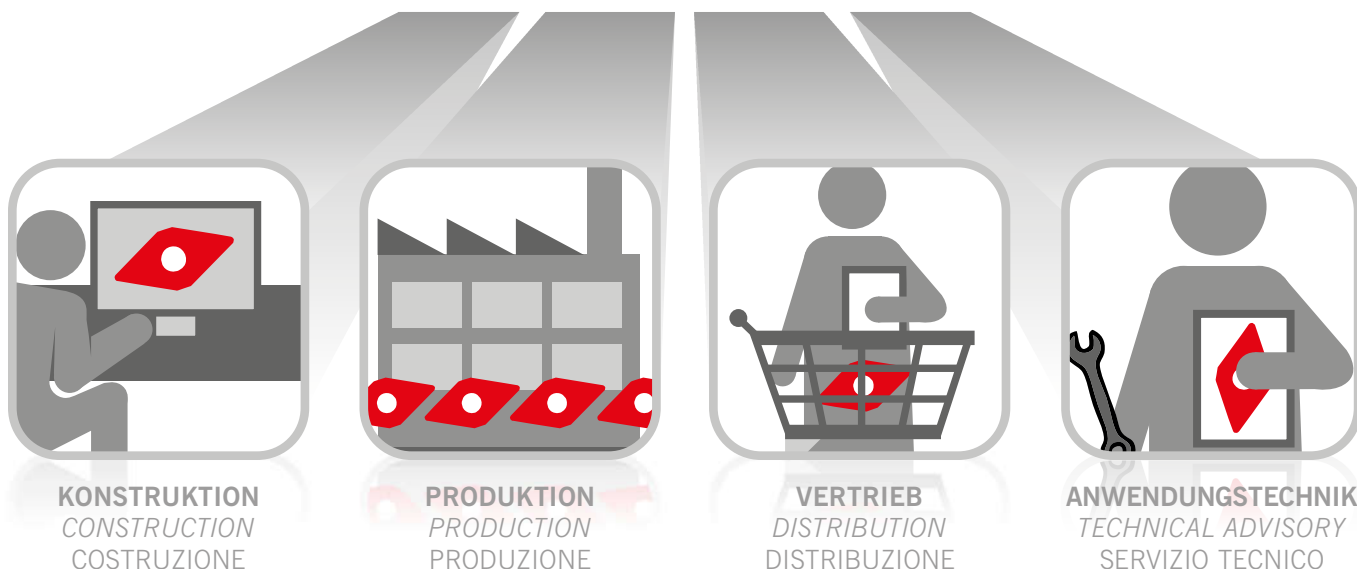 KONSTRUKTION
CONSTRUCTION
COSTRUZIONE
PRODUKTION
PRODUCTION
PRODUZIONE
VERTRIEB
DISTRIBUTION
DISTRIBUZIONE
ANWENDUNGSTECHNIK
TECHNICAL ADVISORY
SERVIZIO TECNICO